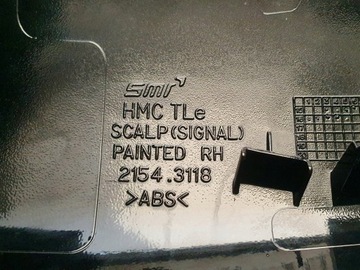 smr
HMC TLe
SCALP(SIGNAL)
PAINTED RH
2154.3118
>ABS<